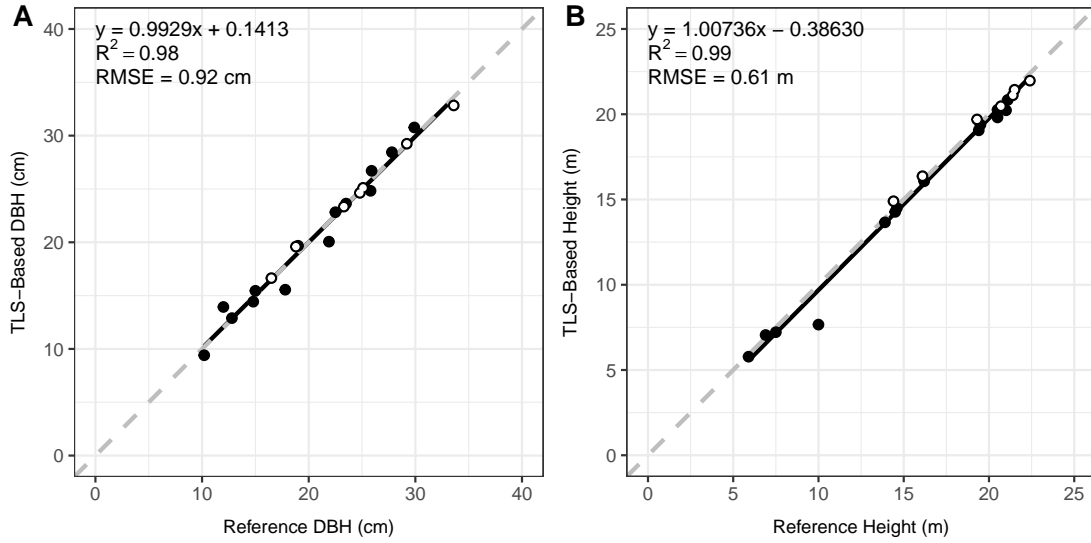 A
y = 0.9929x + 0.1413
R² = 0.98
RMSE = 0.92 cm
40
30
20
10
0
TLS−Based DBH (cm)
0 10 20 30 40
Reference DBH (cm)
B
y = 1.00736x − 0.38630
R² = 0.99
RMSE = 0.61 m
25
20
15
10
5
0
TLS−Based Height (m)
0 5 10 15 20 25
Reference Height (m)